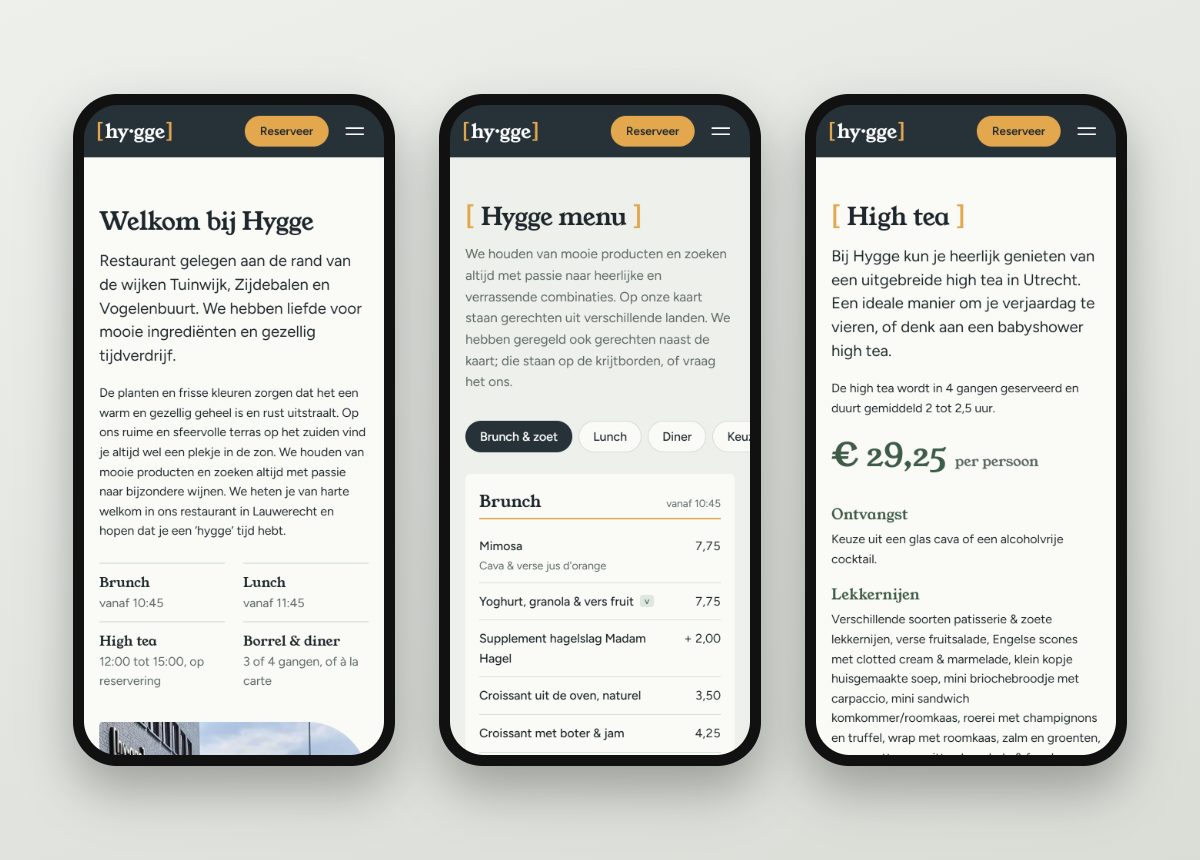 [hy·gge]
Reserveer
Welkom bij Hygge
Restaurant gelegen aan de rand van
de wijken Tuinwijk, Zijdebalen en
Vogelenbuurt. We hebben liefde voor
mooie ingrediënten en gezellig
tijdverdrijf.
De planten en frisse kleuren zorgen dat het een
warm en gezellig geheel is en rust uitstraalt. Op
ons ruime en sfeervolle terras op het zuiden vind
je altijd wel een plekje in de zon. We houden van
mooie producten en zoeken altijd met passie
naar bijzondere wijnen. We heten je van harte
welkom in ons restaurant in Lauwerecht en
hopen dat je een ‘hygge’ tijd hebt.
Brunch
vanaf 10:45
Lunch
vanaf 11:45
High tea
12:00 tot 15:00, op
reservering
Borrel & diner
3 of 4 gangen, of à la
carte
[hy·gge]
Reserveer
[ Hygge menu ]
We houden van mooie producten en zoeken
altijd met passie naar heerlijke en
verrassende combinaties. Op onze kaart
staan gerechten uit verschillende landen. We
hebben geregeld ook gerechten naast de
kaart; die staan op de krijtborden, of vraag
het ons.
Brunch & zoet
Lunch
Diner
Brunch
vanaf 10:45
Mimosa 7,75
Cava & verse jus d'orange
Yoghurt, granola & vers fruit v 7,75
Supplement hagelslag Madam + 2,00
Hagel
Croissant uit de oven, naturel 3,50
Croissant met boter & jam 4,25
[hy·gge]
Reserveer
[ High tea ]
Bij Hygge kun je heerlijk genieten van
een uitgebreide high tea in Utrecht.
Een ideale manier om je verjaardag te
vieren, of denk aan een babyshower
high tea.
De high tea wordt in 4 gangen geserveerd en
duurt gemiddeld 2 tot 2,5 uur.
€ 29,25 per persoon
Ontvangst
Keuze uit een glas cava of een alcoholvrije
cocktail.
Lekkernijen
Verschillende soorten patisserie & zoete
lekkernijen, verse fruitsalade, Engelse scones
met clotted cream & marmelade, klein kopje
huisgemaakte soep, mini briochebroodje met
carpaccio, mini sandwich
komkommer/roomkaas, roerei met champignons
en truffel, wrap met roomkaas, zalm en groenten,